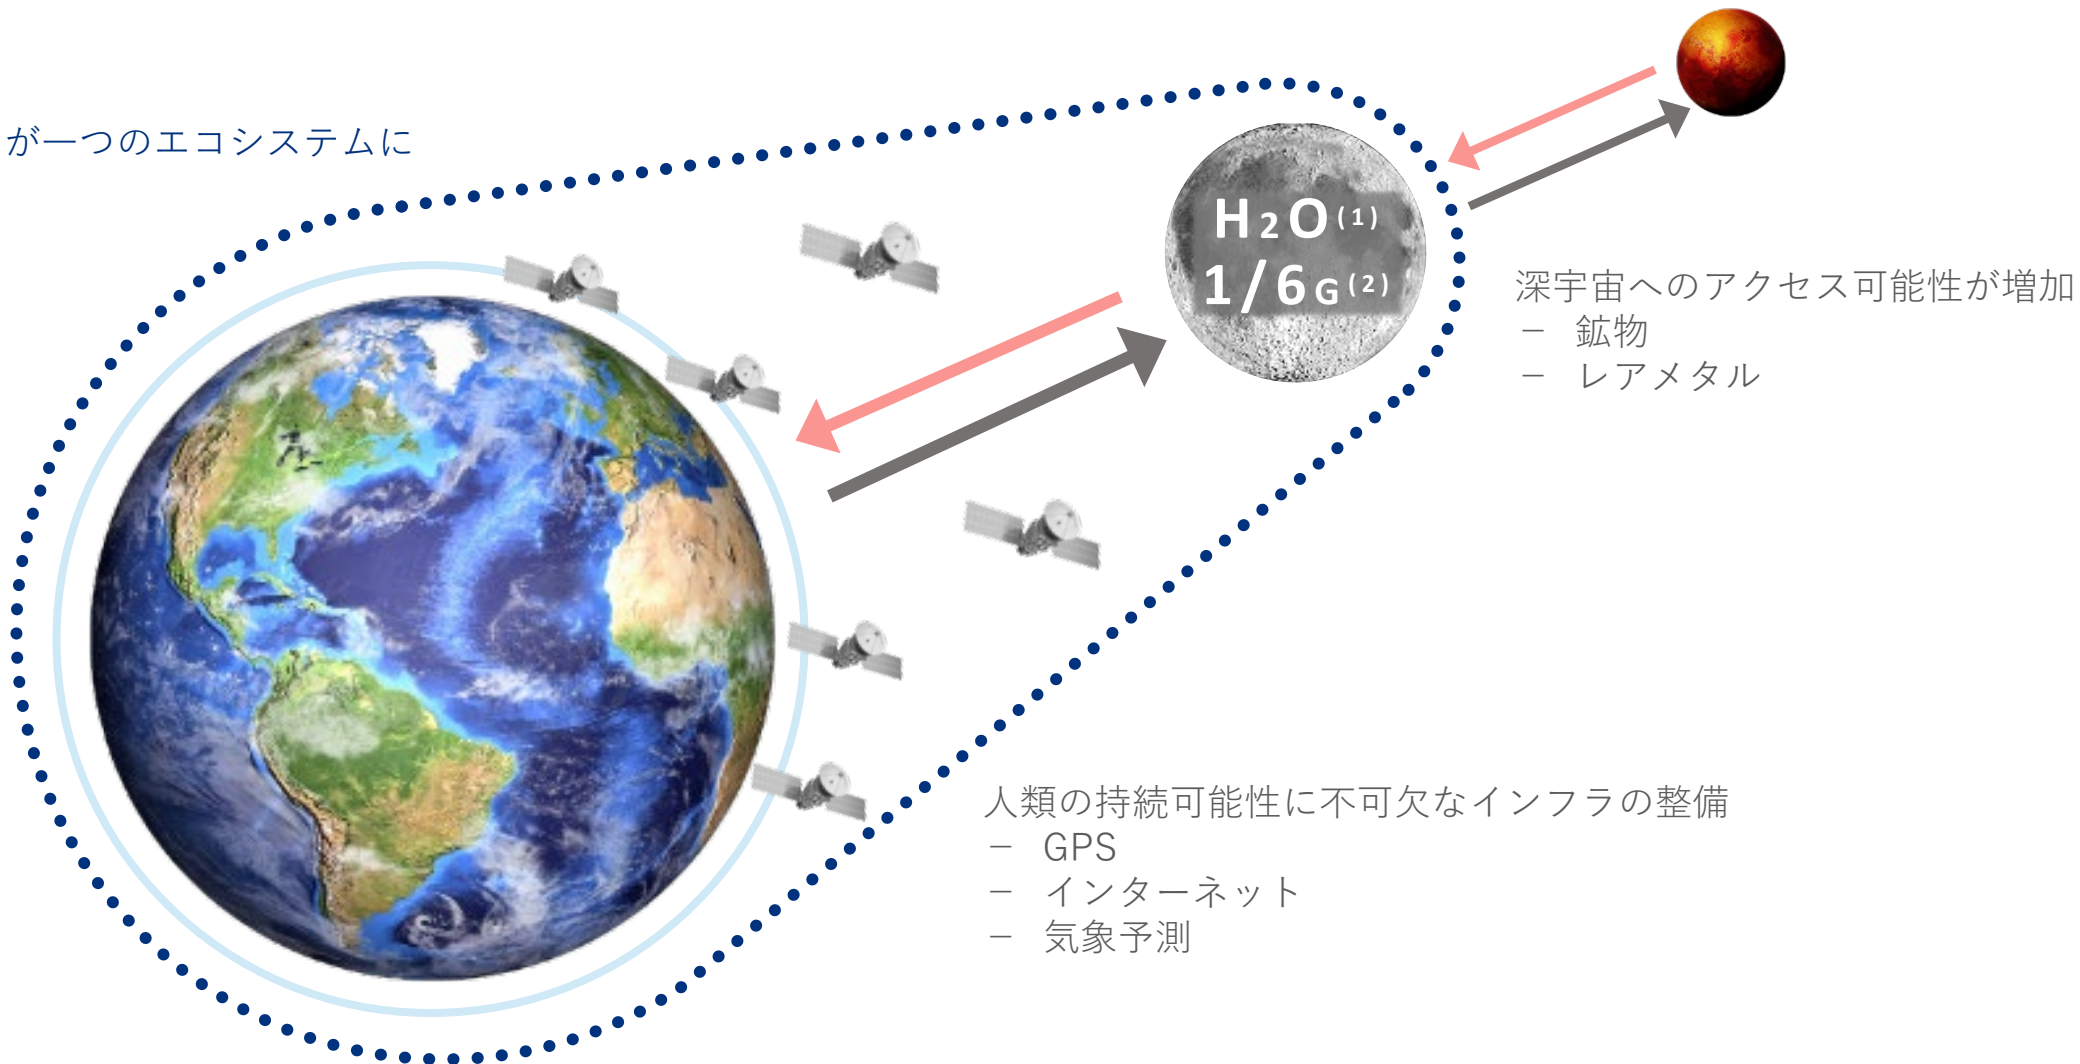 が一つのエコシステムに
H2O(1)
1/6G(2)
深宇宙へのアクセス可能性が増加
－ 鉱物
－ レアメタル
人類の持続可能性に不可欠なインフラの整備
－ GPS
－ インターネット
－ 気象予測